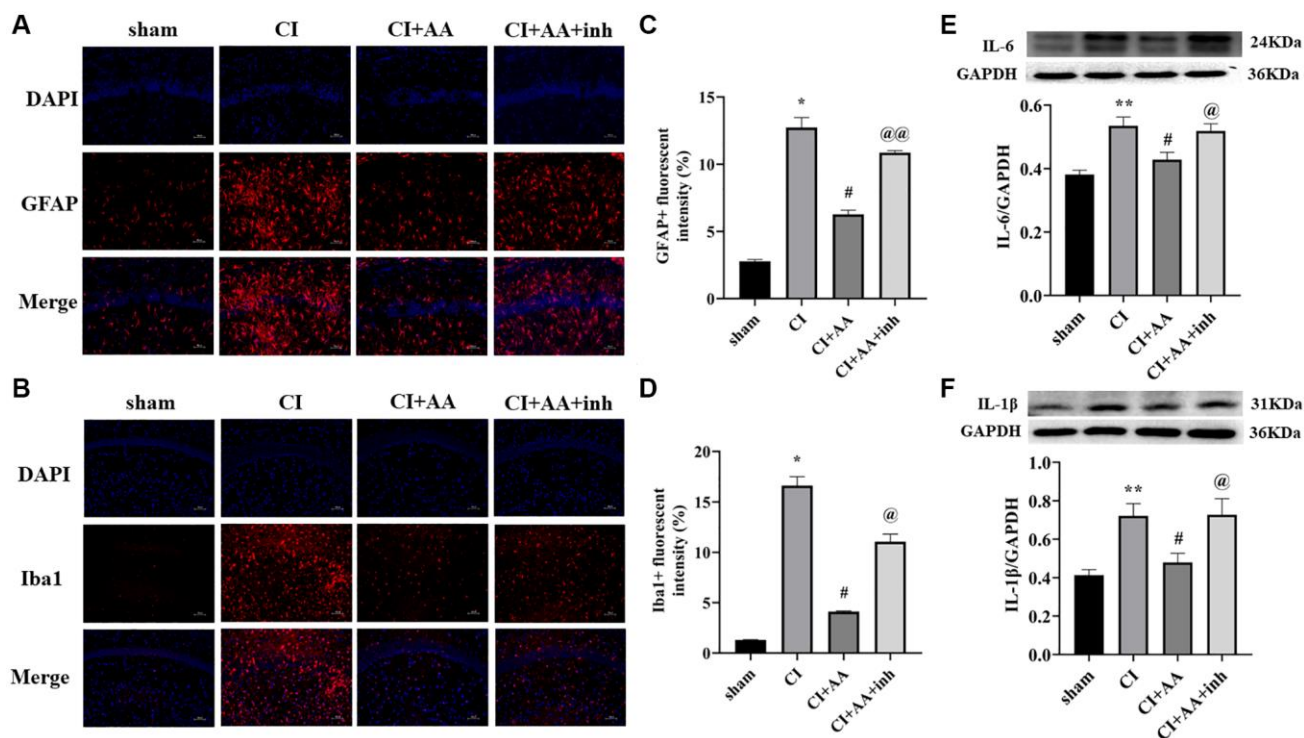 A
sham CI CI+AA CI+AA+inh
DAPI
GFAP
Merge
B
sham CI CI+AA CI+AA+inh
DAPI
Iba1
Merge
C
GFAP+ fluorescent
intensity (%)
15
10
5
0
*
#
@@
sham CI CI+AA CI+AA+inh
D
Iba1+ fluorescent
intensity (%)
20
15
10
5
0
*
#
@
sham CI CI+AA CI+AA+inh
E
IL-6 24KDa
GAPDH 36KDa
IL-6/GAPDH
0.6
0.4
0.2
0.0
**
#
@
sham CI CI+AA CI+AA+inh
F
IL-1β 31KDa
GAPDH 36KDa
IL-1β/GAPDH
1.0
0.8
0.6
0.4
0.2
0.0
**
#
@
sham CI CI+AA CI+AA+inh